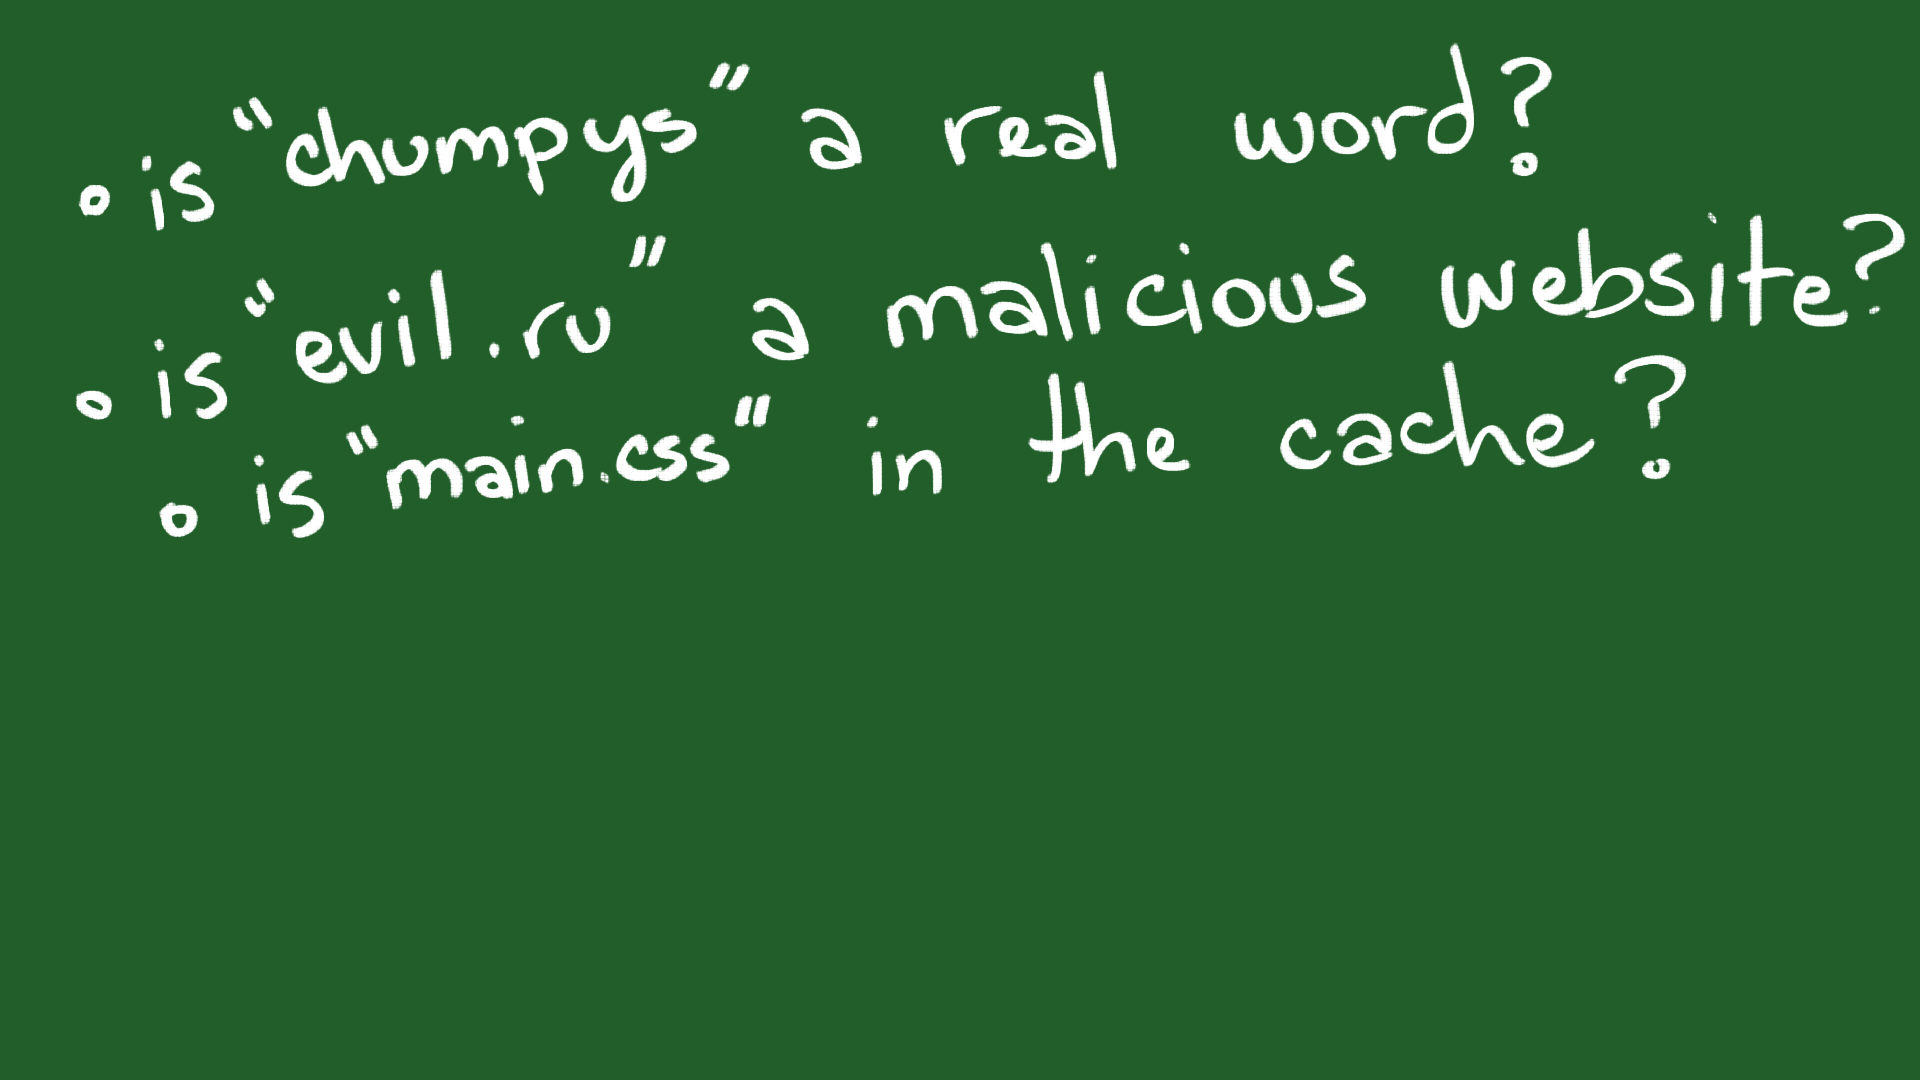 ◦ is "chumpys" a real word?
◦ is "evil.ru" a malicious website?
◦ is "main.css" in the cache?